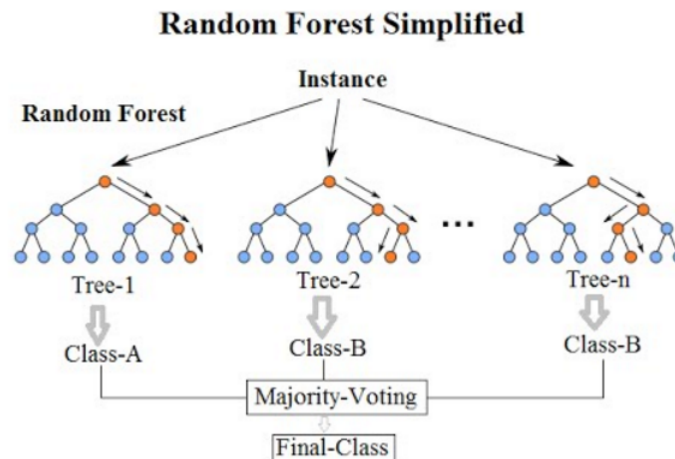 Random Forest Simplified
Instance
Random Forest
...
Tree-1
Tree-2
Tree-n
Class-A
Class-B
Class-B
Majority-Voting
Final-Class